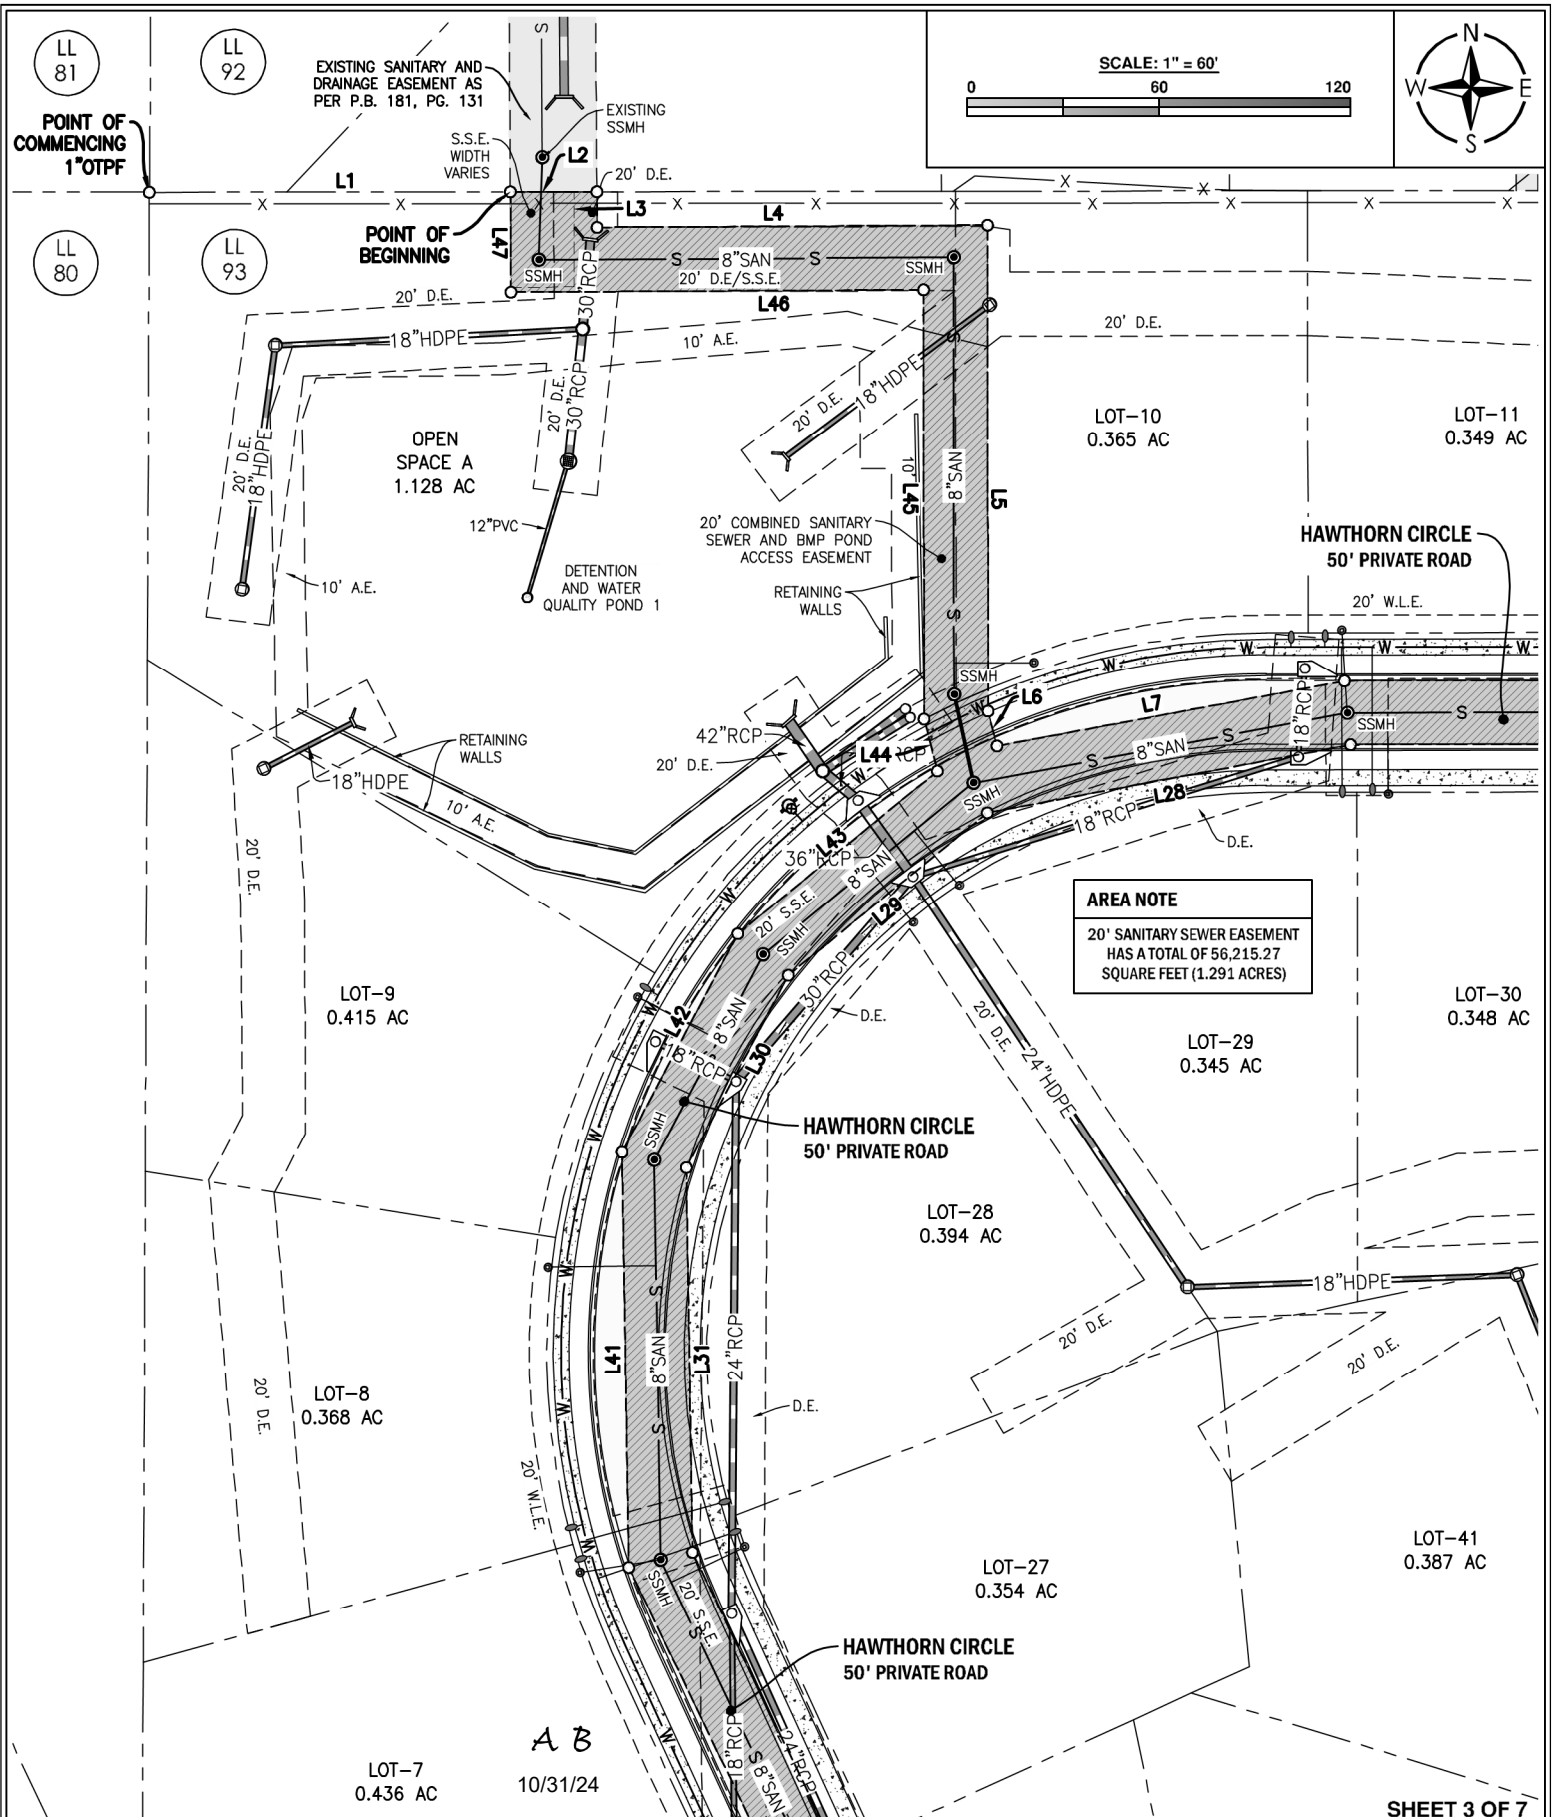 LL
81
LL
92
EXISTING SANITARY AND
DRAINAGE EASEMENT AS
PER P.B. 181, PG. 131
S
SCALE: 1" = 60'
0
60
120
N
W
E
S
POINT OF
COMMENCING
1"OTPF
EXISTING
SSMH
S.S.E.
WIDTH
VARIES
L2
20' D.E.
L1
L3
L4
X
X
X
X
X
X
X
X
X
X
X
LL
80
LL
93
POINT OF
BEGINNING
L47
SSMH
30"RCP
S
8"SAN
S
20' D.E/S.S.E.
SSMH
L46
20' D.E.
18"HDPE
10' A.E.
20' D.E.
S
20' D.E.
18"HDPE
20' D.E.
30"RCP
20' D.E.
18"HDPE
OPEN
SPACE A
1.128 AC
LOT-10
0.365 AC
LOT-11
0.349 AC
10'
L45
8"SAN
L5
12"PVC
20' COMBINED SANITARY
SEWER AND BMP POND
ACCESS EASEMENT
HAWTHORN CIRCLE
50' PRIVATE ROAD
10' A.E.
DETENTION
AND WATER
QUALITY POND 1
RETAINING
WALLS
S
20' W.L.E.
W
W
W
W
SSMH
L6
W
L7
18"RCP
SSMH
S
42"RCP
20' D.E.
L44
CP
W
S
8"SAN
S
RETAINING
WALLS
18"HDPE
10' A.E.
SSMH
L28
18"RCP
D.E.
L43
36"RCP
8"SAN
20' D.E.
W
L29
20' S.S.E.
SSMH
30"RCP
AREA NOTE
20' SANITARY SEWER EASEMENT
HAS A TOTAL OF 56,215.27
SQUARE FEET (1.291 ACRES)
LOT-9
0.415 AC
W
L42
8"SAN
18"RCP
L30
D.E.
20' D.E.
24"HDPE
LOT-29
0.345 AC
LOT-30
0.348 AC
HAWTHORN CIRCLE
50' PRIVATE ROAD
SSMH
W
LOT-28
0.394 AC
W
S
18"HDPE
L41
8"SAN
L31
24"RCP
20' D.E.
20' D.E.
20' D.E.
LOT-8
0.368 AC
W
S
D.E.
20' W.L.E.
W
SSMH
20' S.S.E.
S
LOT-27
0.354 AC
LOT-41
0.387 AC
HAWTHORN CIRCLE
50' PRIVATE ROAD
A B
10/31/24
W
18"RCP
24"RCP
S
8"SAN
LOT-7
0.436 AC
SHEET 3 OF 7